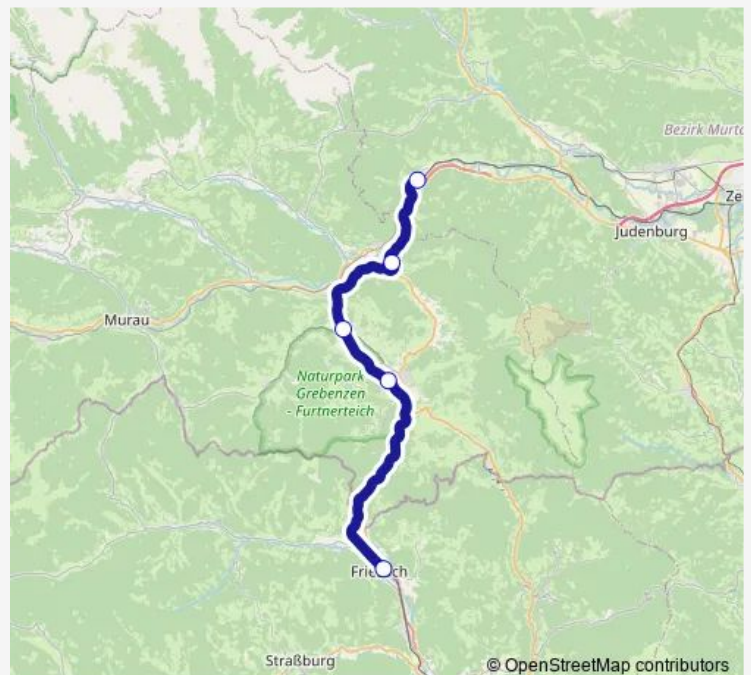 Bezirk Murta
Ze
Judenburg
Murau
Naturpark
Grebenzen
- Furtnerteich
Straßburg
© OpenStreetMap contributors